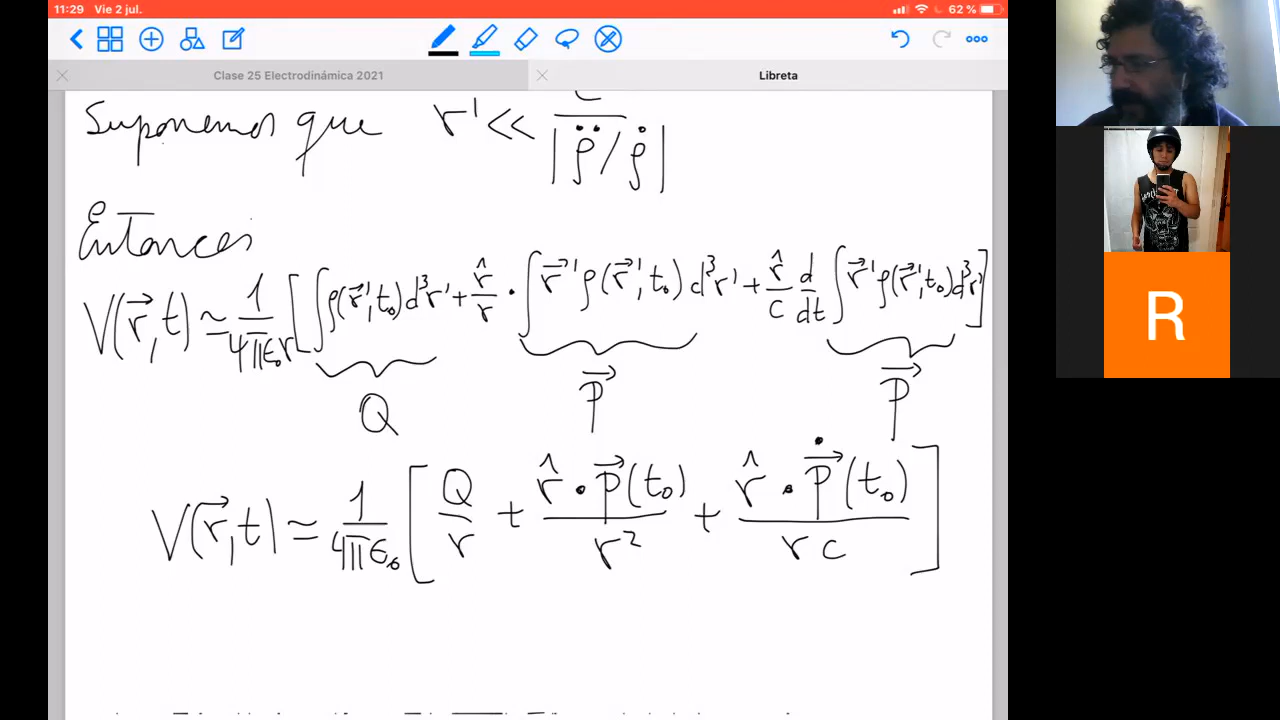 11:29 Vie 2 jul.
62 %
Clase 25 Electrodinámica 2021
Libreta
Suponemos que r' << c / |ρ̈/ρ̇|
Entonces
V(r⃗,t) ≃ 1/4πε₀r [∫ρ(r⃗',t₀)d³r' + r̂/r • ∫r⃗'ρ(r⃗',t₀)d³r' + r̂/c d/dt ∫r⃗'ρ(r⃗',t₀)d³r']
Q P⃗ P⃗
V(r⃗,t) ≃ 1/4πε₀ [Q/r + r̂•P⃗(t₀)/r² + r̂•P⃗̇(t₀)/rc]
R